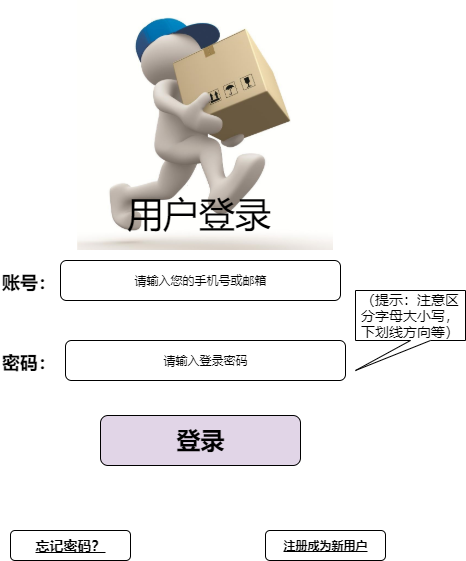 用户登录
账号:
请输入您的手机号或邮箱
（提示：注意区
分字母大小写，
下划线方向等）
密码:
请输入登录密码
登录
忘记密码？
注册成为新用户